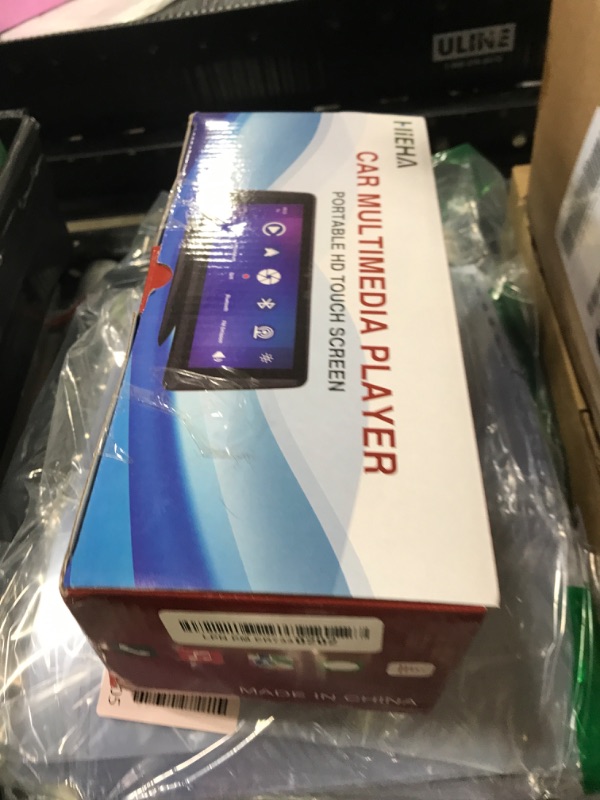 ULINE
HIEHA
CAR MULTIMEDIA PLAYER
PORTABLE HD TOUCH SCREEN
MADE IN CHINA